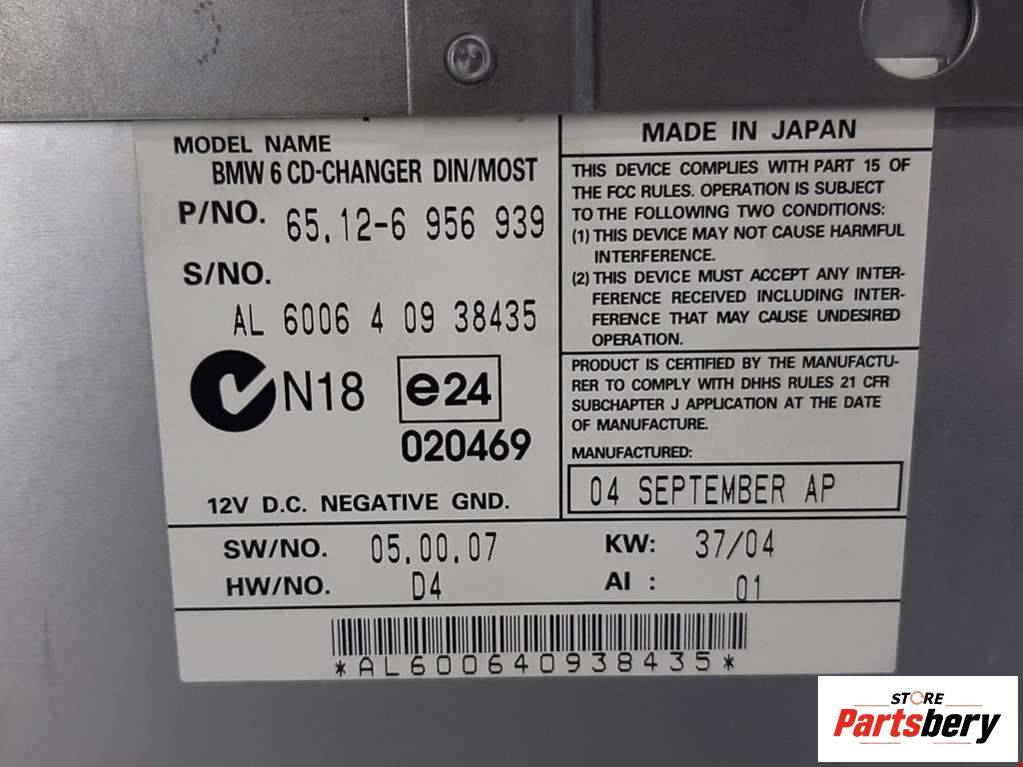 MODEL NAME
BMW 6 CD-CHANGER DIN/MOST
P/NO. 65.12-6 956 939
S/NO.
AL 6006 4 09 38435
N18
e24
020469
12V D.C. NEGATIVE GND.
MADE IN JAPAN
THIS DEVICE COMPLIES WITH PART 15 OF
THE FCC RULES. OPERATION IS SUBJECT
TO THE FOLLOWING TWO CONDITIONS:
(1) THIS DEVICE MAY NOT CAUSE HARMFUL
INTERFERENCE.
(2) THIS DEVICE MUST ACCEPT ANY INTER-
FERENCE RECEIVED INCLUDING INTER-
FERENCE THAT MAY CAUSE UNDESIRED
OPERATION.
PRODUCT IS CERTIFIED BY THE MANUFACTU-
RER TO COMPLY WITH DHHS RULES 21 CFR
SUBCHAPTER J APPLICATION AT THE DATE
OF MANUFACTURE.
MANUFACTURED:
04 SEPTEMBER AP
SW/NO. 05.00.07 KW: 37/04
HW/NO. D4 AI : 01
*AL600640938435*
STORE
Partsbery